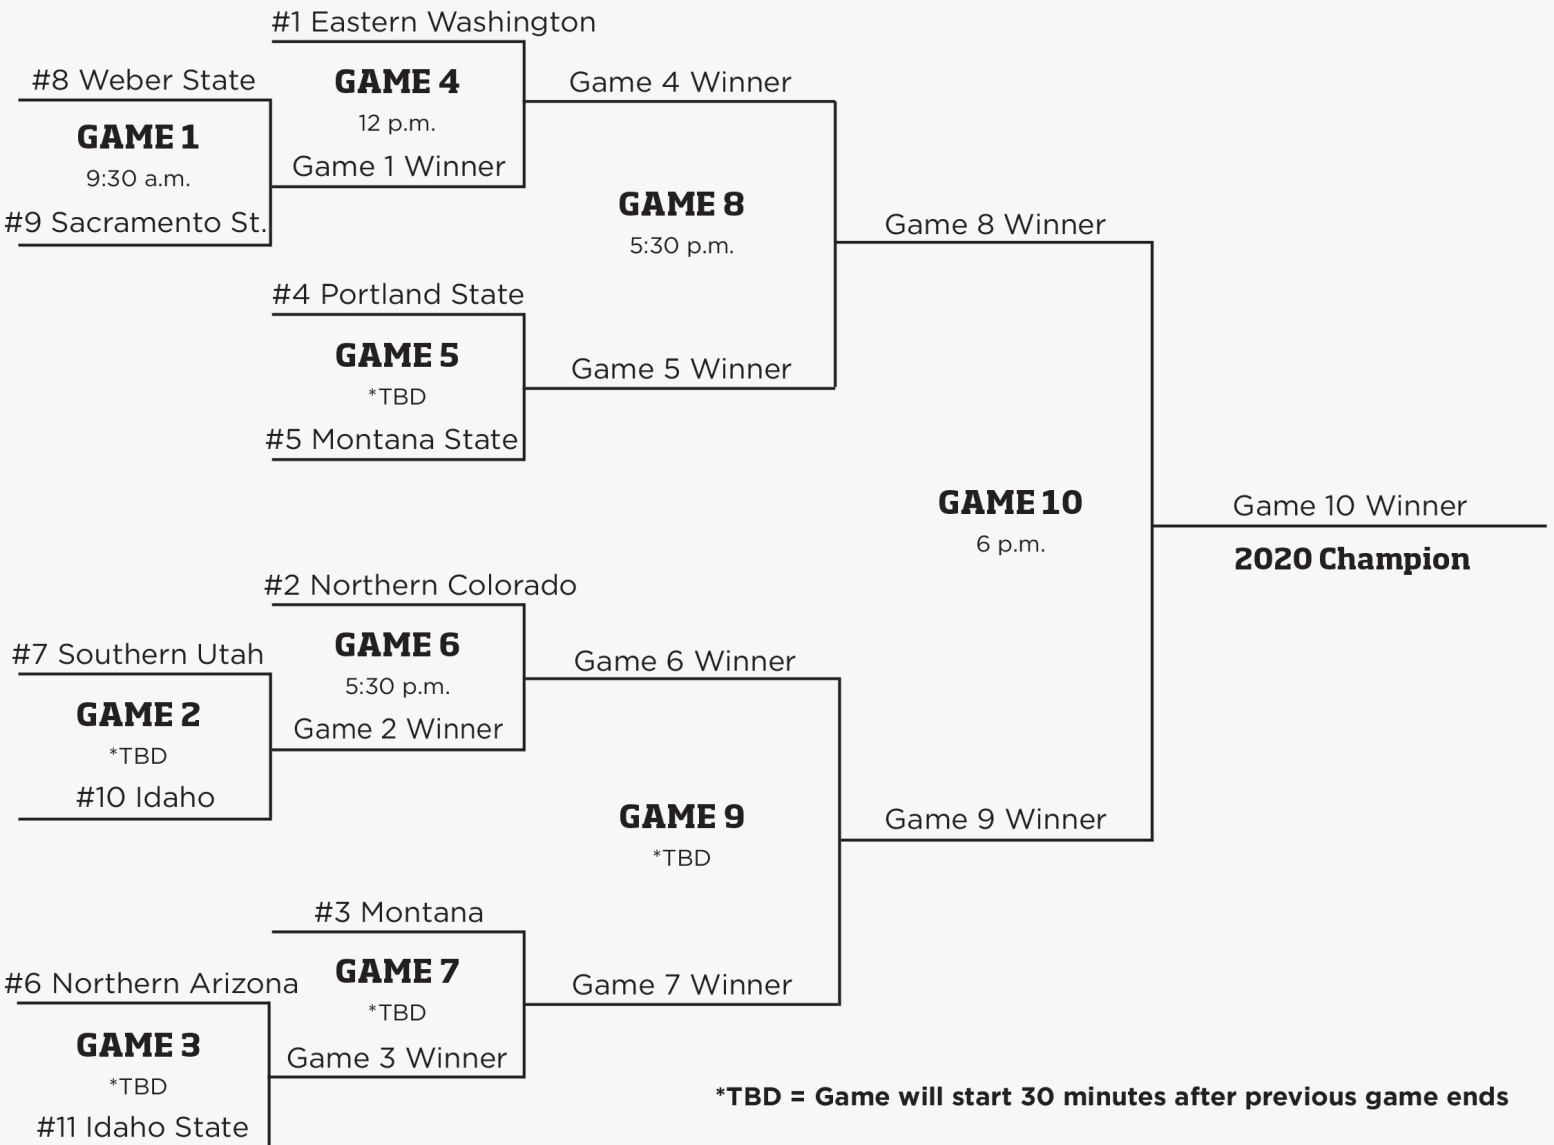 #1 Eastern Washington
#8 Weber State
GAME 4
Game 4 Winner
12 p.m.
GAME 1
Game 1 Winner
9:30 a.m.
#9 Sacramento St.
GAME 8
5:30 p.m.
Game 8 Winner
#4 Portland State
GAME 5
Game 5 Winner
*TBD
#5 Montana State
GAME 10
6 p.m.
Game 10 Winner
2020 Champion
#2 Northern Colorado
#7 Southern Utah
GAME 6
Game 6 Winner
5:30 p.m.
GAME 2
Game 2 Winner
*TBD
#10 Idaho
GAME 9
*TBD
Game 9 Winner
#3 Montana
#6 Northern Arizona
GAME 7
Game 7 Winner
*TBD
GAME 3
Game 3 Winner
*TBD
#11 Idaho State
*TBD = Game will start 30 minutes after previous game ends